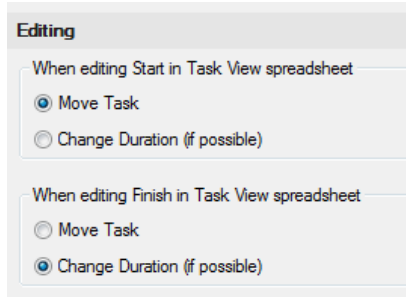 Editing
When editing Start in Task View spreadsheet
Move Task
Change Duration (if possible)
When editing Finish in Task View spreadsheet
Move Task
Change Duration (if possible)